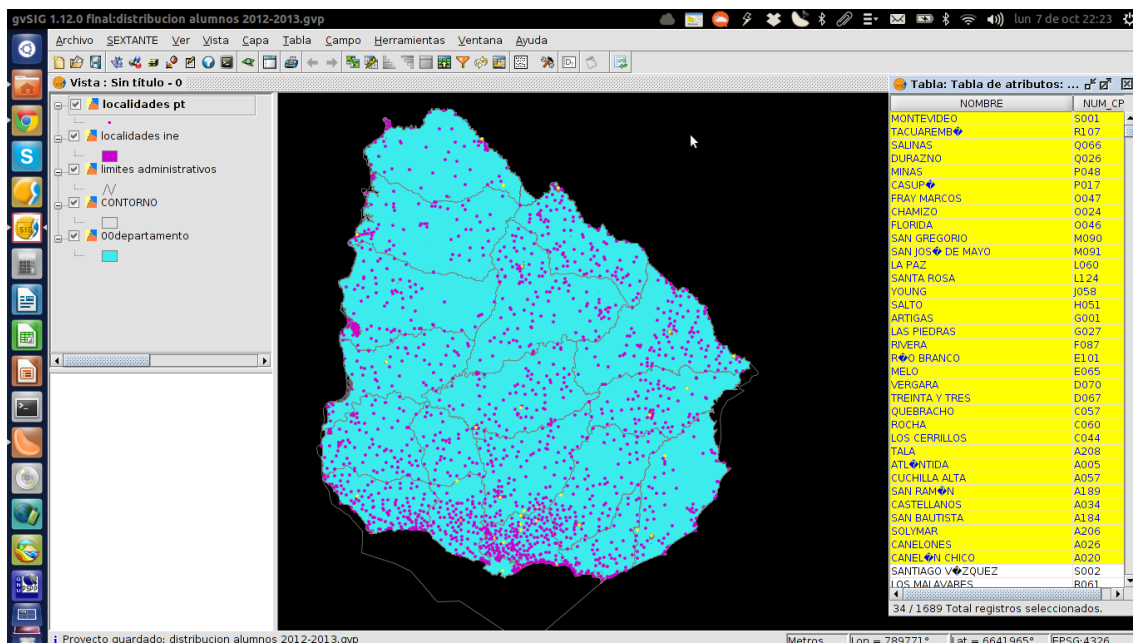 gvSIG 1.12.0 final:distribucion alumnos 2012-2013.gvp
lun 7 de oct 22:23
Archivo SEXTANTE Ver Vista Capa Tabla Campo Herramientas Ventana Ayuda
Vista : Sin título - 0
localidades pt
localidades ine
limites administrativos
CONTORNO
00departamento
Tabla: Tabla de atributos: ...
NOMBRE NUM_CP
MONTEVIDEO S001
TACUAREMB� R107
SALINAS Q066
DURAZNO Q026
MINAS P048
CASUP� P017
FRAY MARCOS O047
CHAMIZO O024
FLORIDA O046
SAN GREGORIO M090
SAN JOS� DE MAYO M091
LA PAZ L060
SANTA ROSA L124
YOUNG J058
SALTO H051
ARTIGAS G001
LAS PIEDRAS G027
RIVERA F087
R�O BRANCO E101
MELO E065
VERGARA D070
TREINTA Y TRES D067
QUEBRACHO C057
ROCHA C060
LOS CERRILLOS C044
TALA A208
ATL�NTIDA A005
CUCHILLA ALTA A057
SAN RAM�N A189
CASTELLANOS A034
SAN BAUTISTA A184
SOLYMAR A206
CANELONES A026
CANEL�N CHICO A020
SANTIAGO V�ZQUEZ S002
LOS MALAVARES R061
34 / 1689 Total registros seleccionados.
Proyecto guardado: distribucion alumnos 2012-2013.gvp
Metros Lon = 789771° Lat = 6641965° EPSG:4326